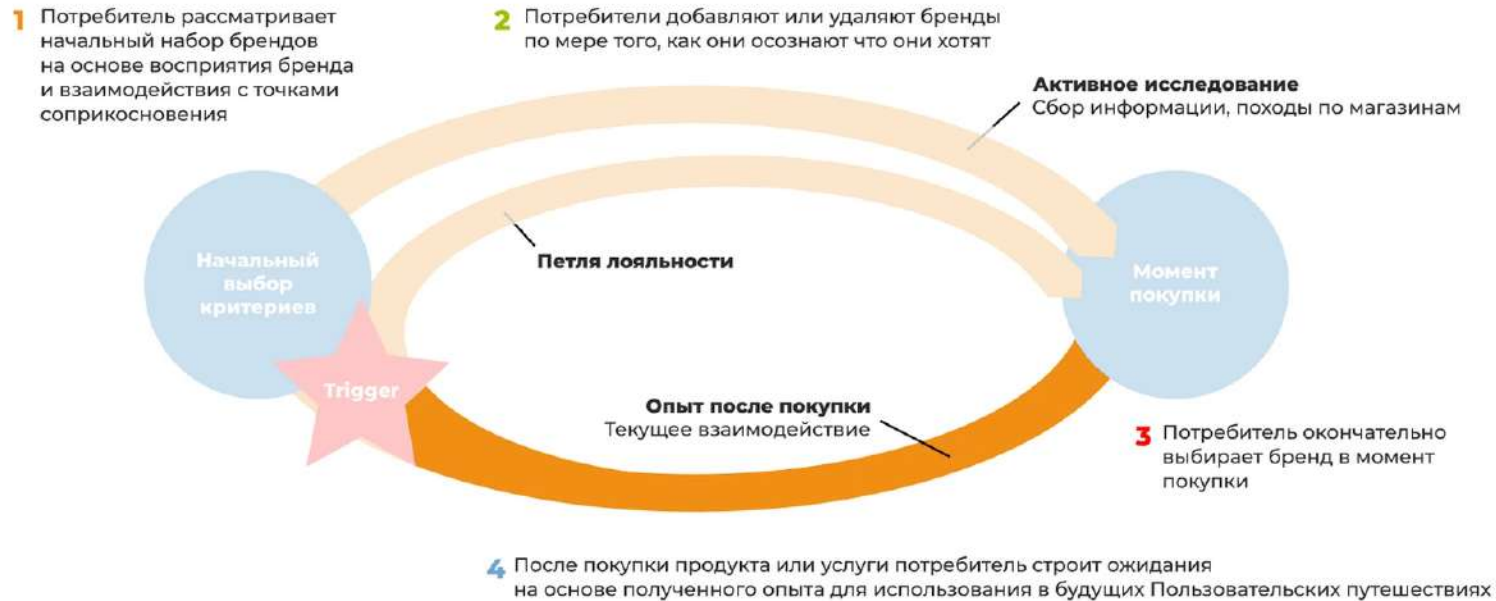 1 Потребитель рассматривает
начальный набор брендов
на основе восприятия бренда
и взаимодействия с точками
соприкосновения
2 Потребители добавляют или удаляют бренды
по мере того, как они осознают что они хотят
Активное исследование
Сбор информации, походы по магазинам
Петля лояльности
Начальный
выбор
критериев
Момент
покупки
Trigger
Опыт после покупки
Текущее взаимодействие
3 Потребитель окончательно
выбирает бренд в момент
покупки
4 После покупки продукта или услуги потребитель строит ожидания
на основе полученного опыта для использования в будущих Пользовательских путешествиях